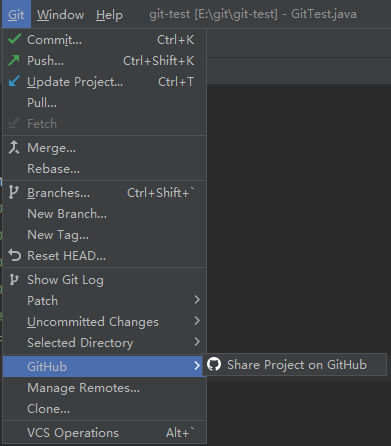 Git Window Help git-test [E:\git\git-test] - GitTest.java
Commit... Ctrl+K
Push... Ctrl+Shift+K
Update Project... Ctrl+T
Pull...
Fetch
Merge...
Rebase...
Branches... Ctrl+Shift+`
New Branch...
New Tag...
Reset HEAD...
Show Git Log
Patch
Uncommitted Changes
Selected Directory
GitHub Share Project on GitHub
Manage Remotes...
Clone...
VCS Operations Alt+`